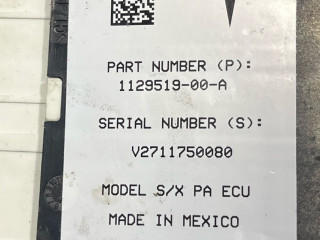 PART NUMBER (P):
1129519-00-A
SERIAL NUMBER (S):
V2711750080
MODEL S/X PA ECU
MADE IN MEXICO